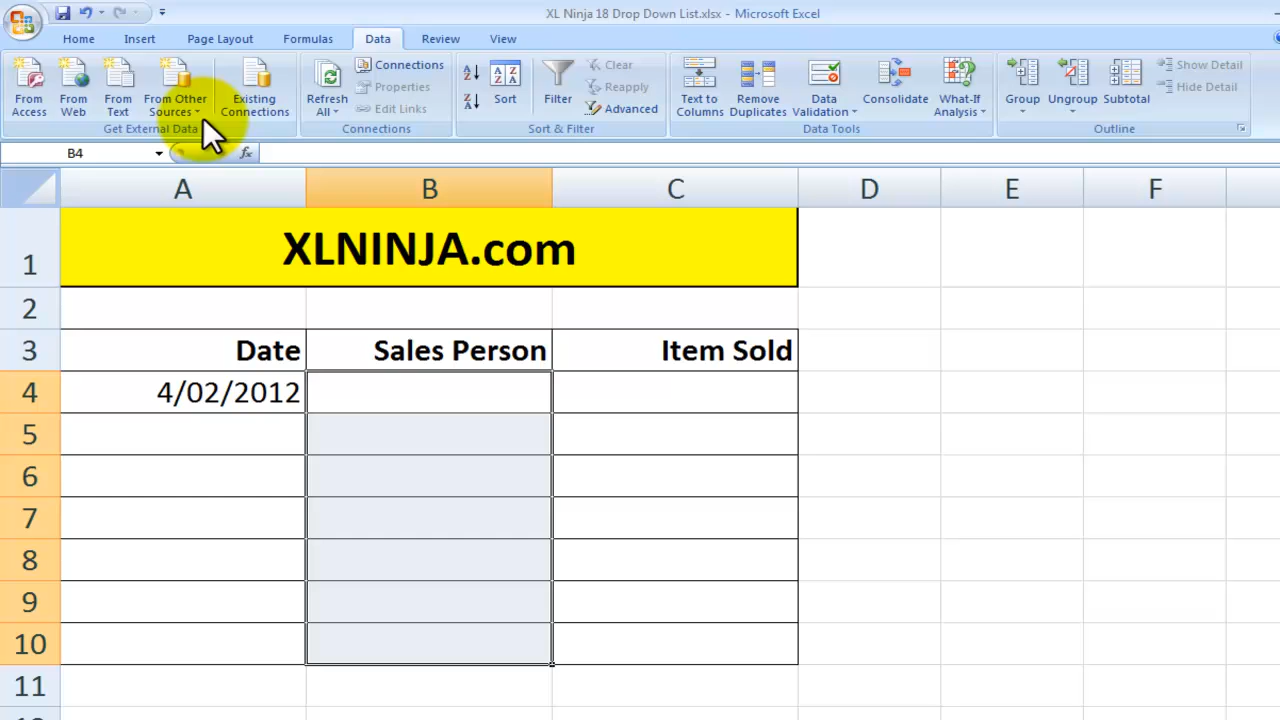 XL Ninja 18 Drop Down List.xlsx - Microsoft Excel
Home Insert Page Layout Formulas Data Review View
From Access
From Web
From Text
From Other Sources
Existing Connections
Get External Data
Refresh All
Connections
Properties
Edit Links
Connections
Sort
Filter
Clear
Reapply
Advanced
Sort & Filter
Text to Columns
Remove Duplicates
Data Validation
Consolidate
What-If Analysis
Data Tools
Group
Ungroup
Subtotal
Show Detail
Hide Detail
Outline
B4 fx
A B C D E F
1 XLNINJA.com
2
3 Date Sales Person Item Sold
4 4/02/2012
5
6
7
8
9
10
11